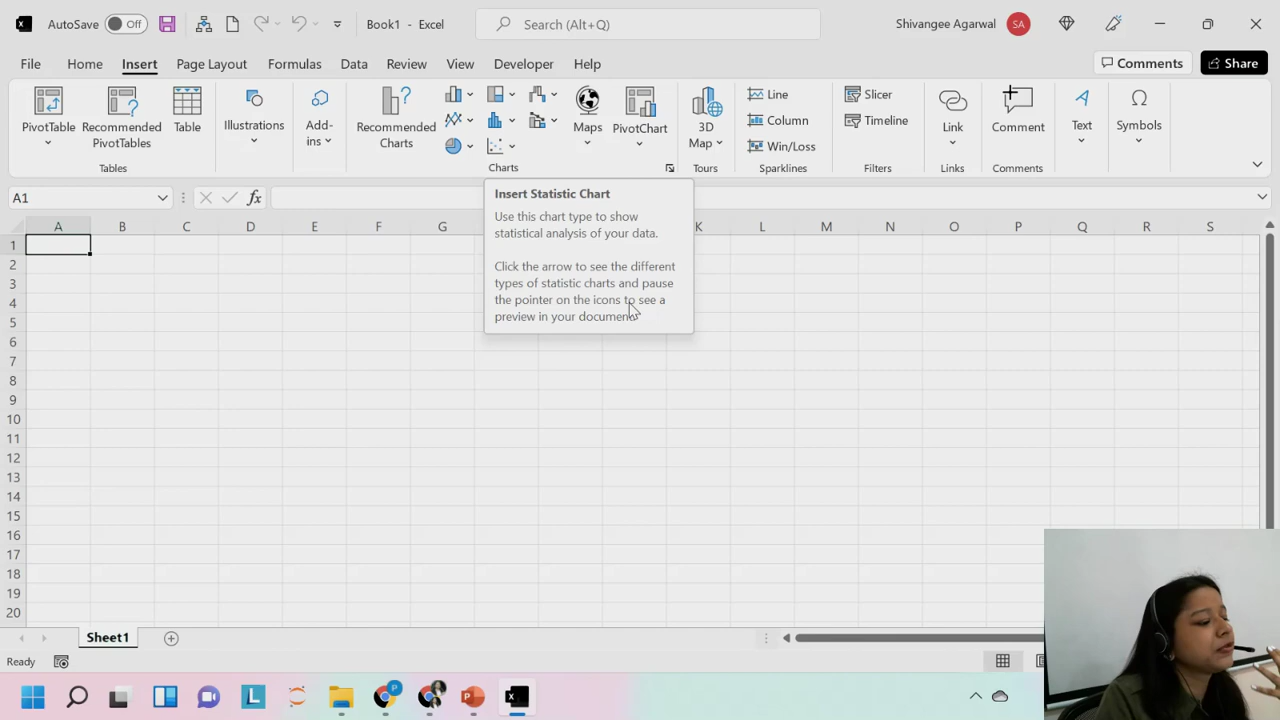 AutoSave Off Book1 - Excel Search (Alt+Q) Shivangee Agarwal SA
File Home Insert Page Layout Formulas Data Review View Developer Help Comments Share
PivotTable Recommended PivotTables Table Illustrations Add-ins Recommended Charts Maps PivotChart 3D Map Line Column Win/Loss Slicer Timeline Link Comment Text Symbols
Tables Charts Tours Sparklines Filters Links Comments
A1 fx
Insert Statistic Chart
Use this chart type to show
statistical analysis of your data.
Click the arrow to see the different
types of statistic charts and pause
the pointer on the icons to see a
preview in your document.
A B C D E F G K L M N O P Q R S
1
2
3
4
5
6
7
8
9
10
11
12
13
14
15
16
17
18
19
20
Sheet1
Ready